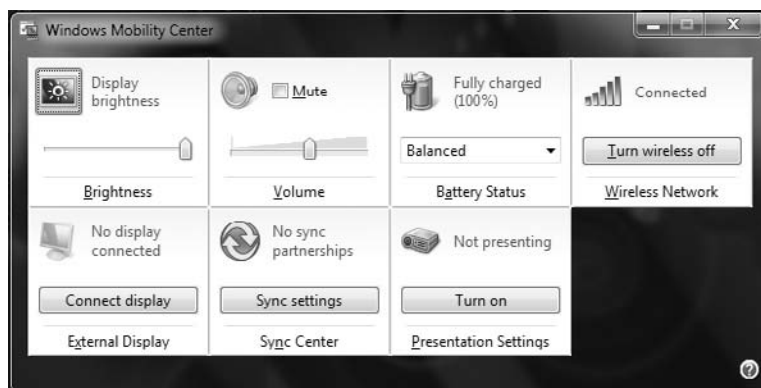 Windows Mobility Center
Display
brightness
Brightness
Mute
Volume
Fully charged
(100%)
Balanced
Battery Status
Connected
Turn wireless off
Wireless Network
No display
connected
Connect display
External Display
No sync
partnerships
Sync settings
Sync Center
Not presenting
Turn on
Presentation Settings